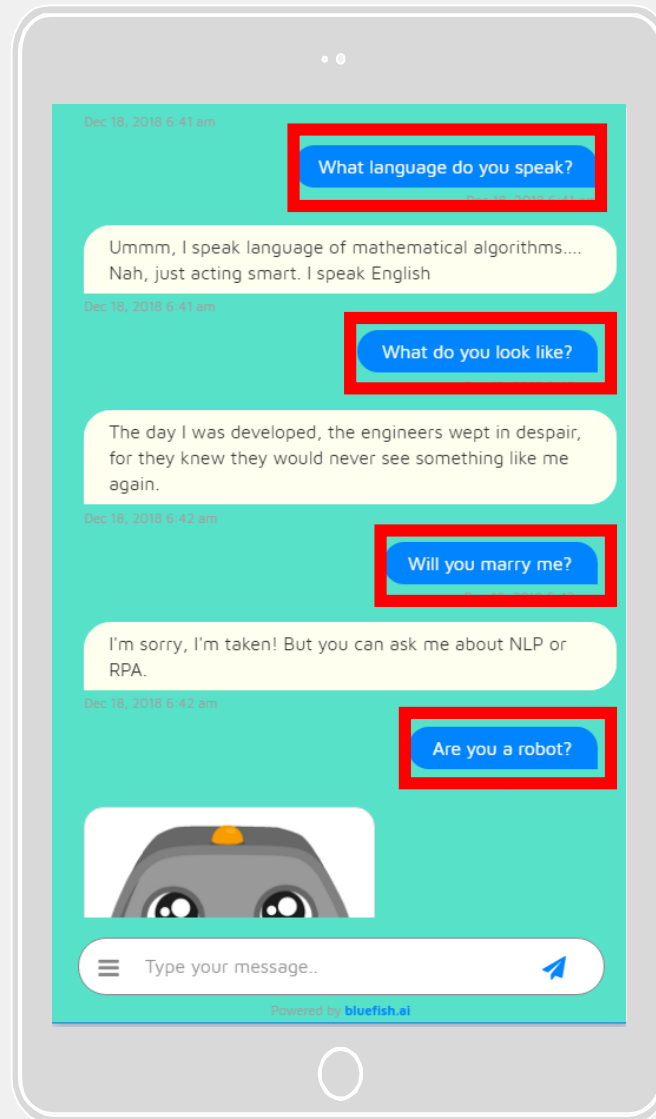 Dec 18, 2018 6:41 am
What language do you speak?
Ummm, I speak language of mathematical algorithms....
Nah, just acting smart. I speak English
Dec 18, 2018 6:41 am
What do you look like?
The day I was developed, the engineers wept in despair,
for they knew they would never see something like me
again.
Dec 18, 2018 6:42 am
Will you marry me?
I'm sorry, I'm taken! But you can ask me about NLP or
RPA.
Dec 18, 2018 6:42 am
Are you a robot?
Type your message..
Powered by bluefish.ai